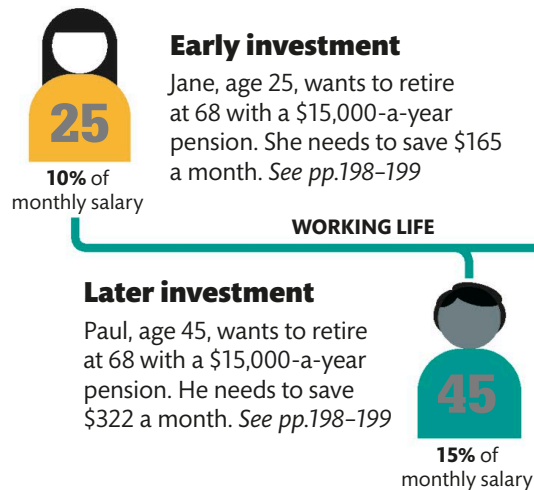 Early investment
Jane, age 25, wants to retire
at 68 with a $15,000-a-year
pension. She needs to save $165
a month. See pp.198–199
25
10% of
monthly salary
WORKING LIFE
Later investment
Paul, age 45, wants to retire
at 68 with a $15,000-a-year
pension. He needs to save
$322 a month. See pp.198–199
45
15% of
monthly salary